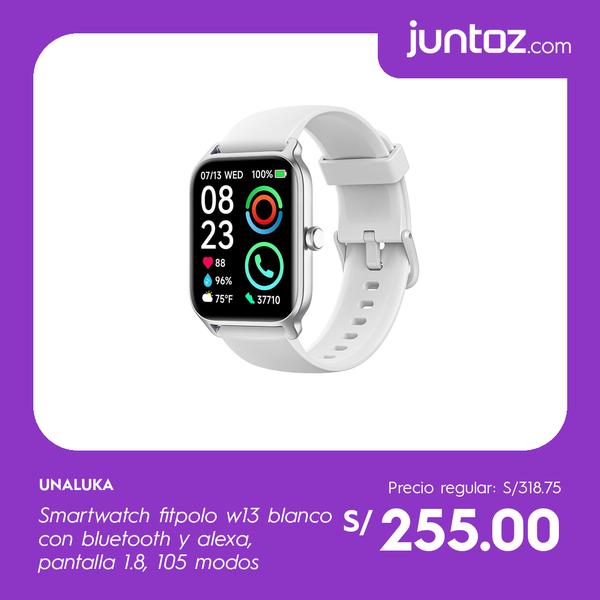 juntoz.com
07/13 WED 100%
08
23
88
96%
75°F
37710
UNALUKA
Smartwatch fitpolo w13 blanco
con bluetooth y alexa,
pantalla 1.8, 105 modos
Precio regular: S/318.75
S/255.00